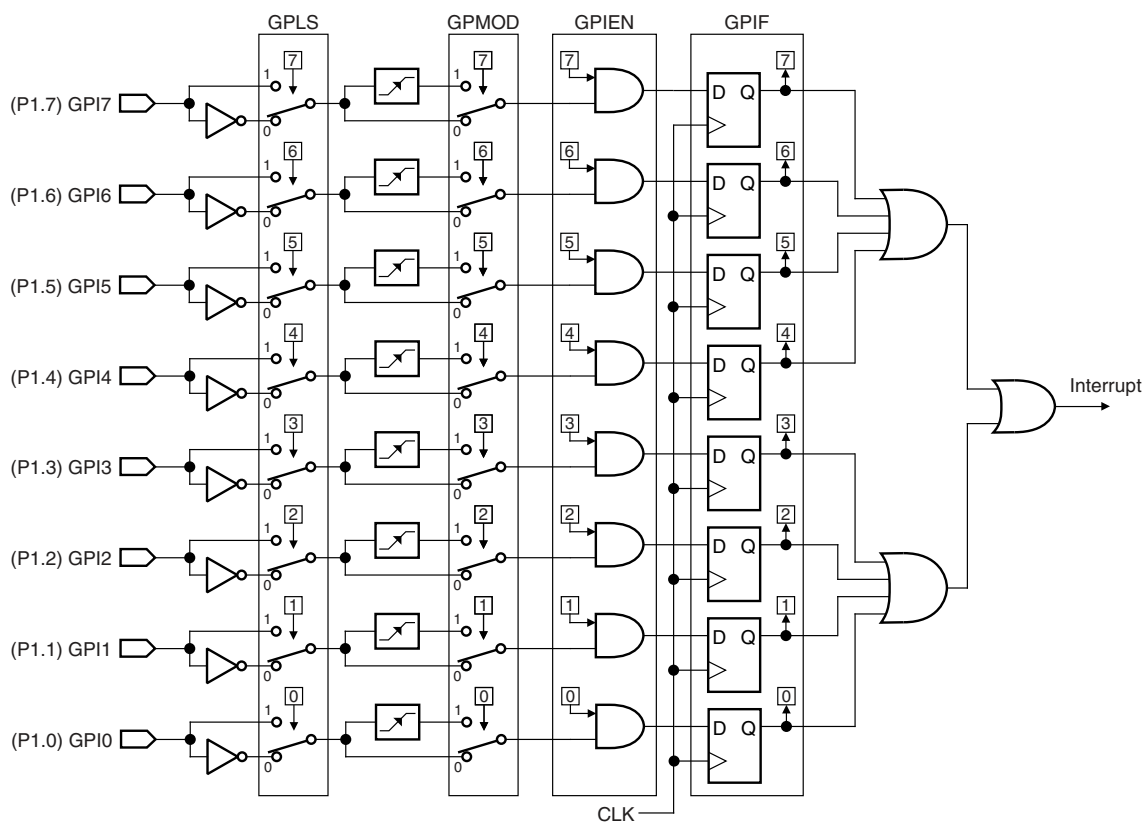 GPLS GPMOD GPIEN GPIF
7 7 7 7
(P1.7) GPI7 1 0 1 0 D Q
6 6 6 6
(P1.6) GPI6 1 0 1 0 D Q
5 5 5 5
(P1.5) GPI5 1 0 1 0 D Q
4 4 4 4
(P1.4) GPI4 1 0 1 0 D Q
Interrupt
3 3 3 3
(P1.3) GPI3 1 0 1 0 D Q
2 2 2 2
(P1.2) GPI2 1 0 1 0 D Q
1 1 1 1
(P1.1) GPI1 1 0 1 0 D Q
0 0 0 0
(P1.0) GPI0 1 0 1 0 D Q
CLK